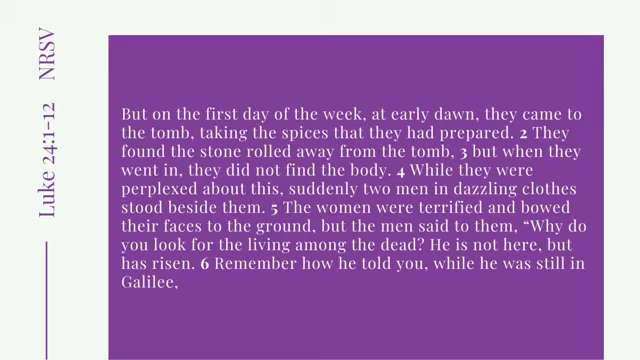 Luke 24:1-12 NRSV
But on the first day of the week, at early dawn, they came to
the tomb, taking the spices that they had prepared. 2 They
found the stone rolled away from the tomb, 3 but when they
went in, they did not find the body. 4 While they were
perplexed about this, suddenly two men in dazzling clothes
stood beside them. 5 The women were terrified and bowed
their faces to the ground, but the men said to them, “Why do
you look for the living among the dead? He is not here, but
has risen. 6 Remember how he told you, while he was still in
Galilee,